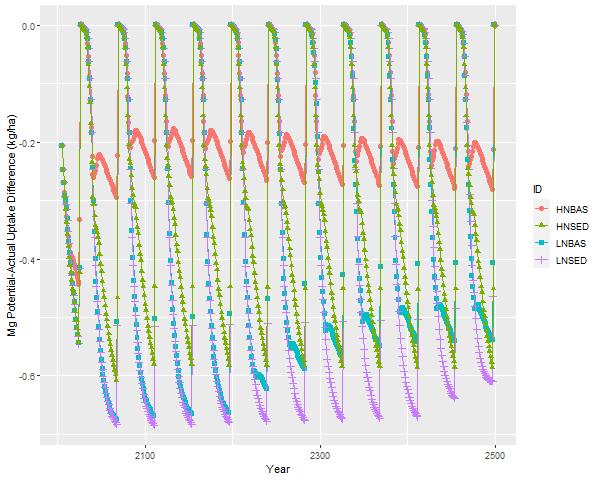 0.0
-0.2
-0.4
-0.6
Mg Potential-Actual Uptake Difference (kg/ha)
2100
2300
2500
Year
ID
HNBAS
HNSED
LNBAS
LNSED